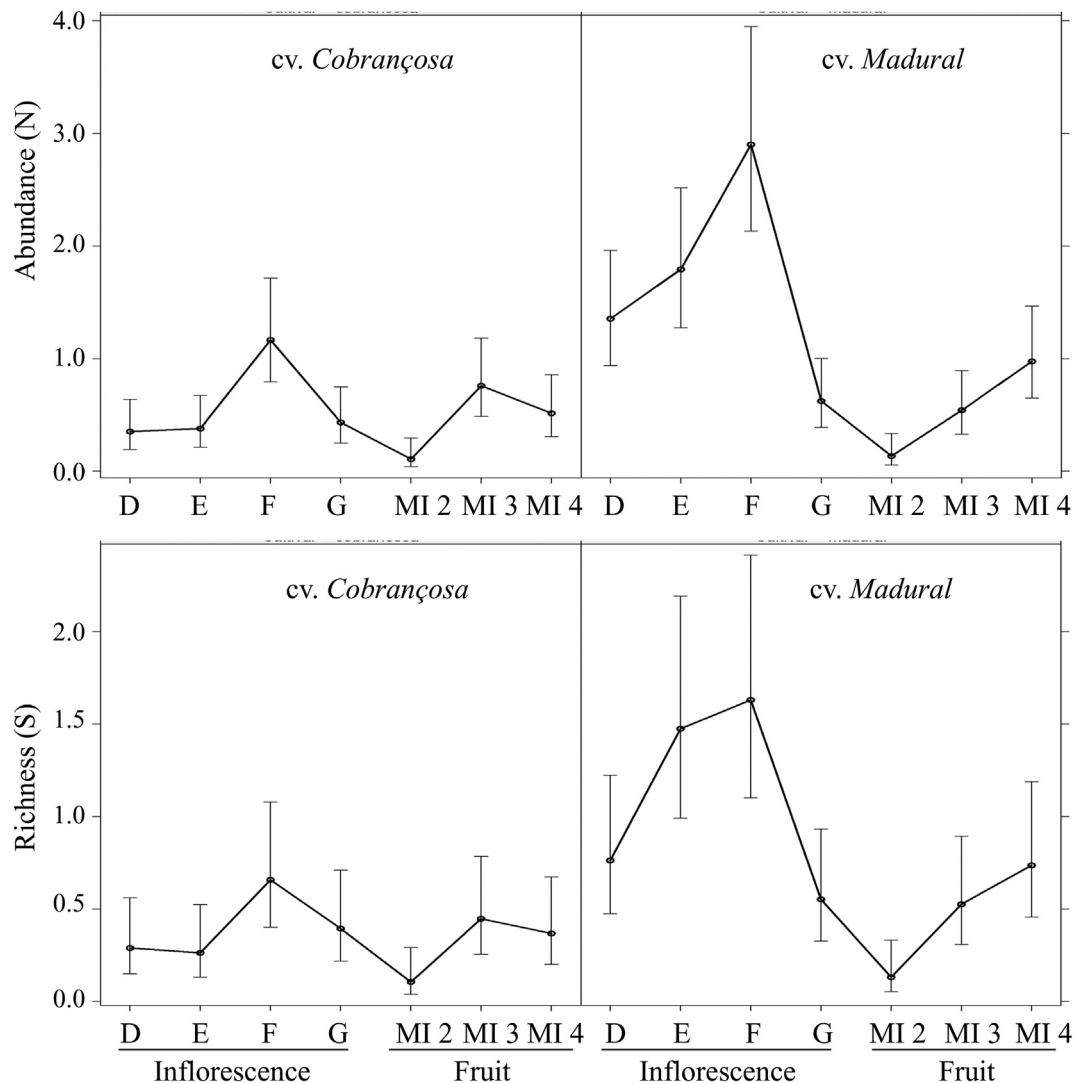 cv. Cobrançosa
cv. Madural
Abundance (N)
4.0
3.0
2.0
1.0
0.0
D E F G MI 2 MI 3 MI 4 D E F G MI 2 MI 3 MI 4
cv. Cobrançosa
cv. Madural
Richness (S)
2.0
1.5
1.0
0.5
0.0
D E F G MI 2 MI 3 MI 4 D E F G MI 2 MI 3 MI 4
Inflorescence Fruit Inflorescence Fruit